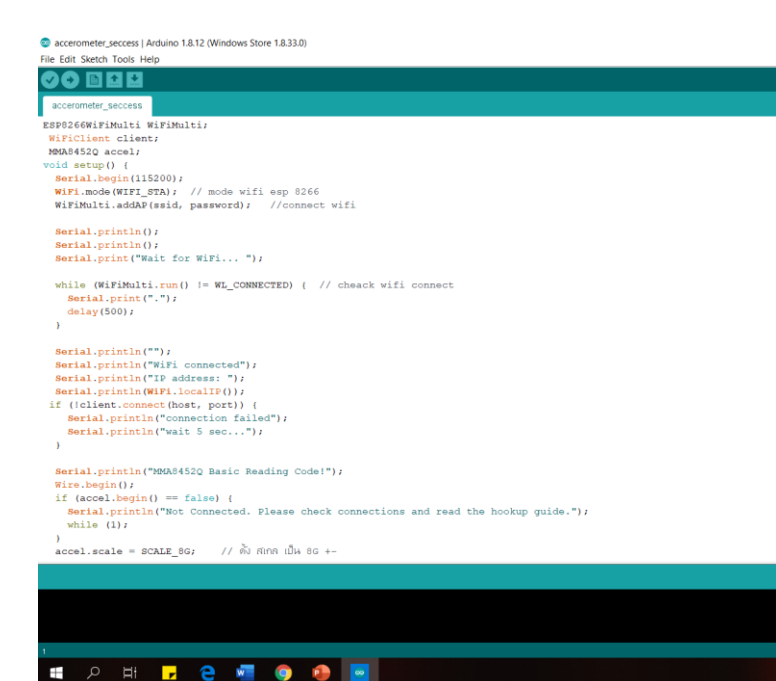 accerometer_seccess | Arduino 1.8.12 (Windows Store 1.8.33.0)
File Edit Sketch Tools Help
accerometer_seccess
ESP8266WiFiMulti WiFiMulti;
WiFiClient client;
MMA8452Q accel;
void setup() {
Serial.begin(115200);
WiFi.mode(WIFI_STA); // mode wifi esp 8266
WiFiMulti.addAP(ssid, password); //connect wifi
Serial.println();
Serial.println();
Serial.print("Wait for WiFi... ");
while (WiFiMulti.run() != WL_CONNECTED) { // cheack wifi connect
Serial.print(".");
delay(500);
}
Serial.println("");
Serial.println("WiFi connected");
Serial.println("IP address: ");
Serial.println(WiFi.localIP());
if (!client.connect(host, port)) {
Serial.println("connection failed");
Serial.println("wait 5 sec...");
}
Serial.println("MMA8452Q Basic Reading Code!");
Wire.begin();
if (accel.begin() == false) {
Serial.println("Not Connected. Please check connections and read the hookup guide.");
while (1);
}
accel.scale = SCALE_8G; // ตั้ง สเกล เป็น 8G +-
1